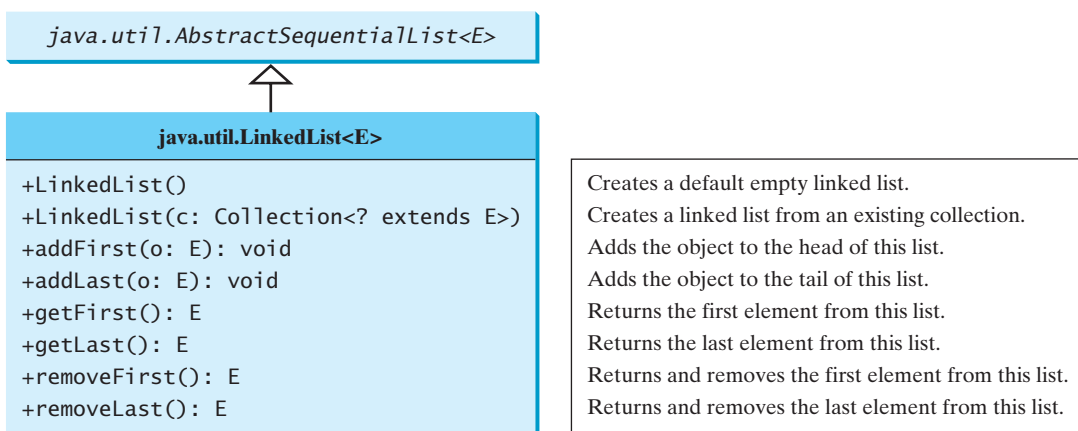 java.util.AbstractSequentialList<E>
java.util.LinkedList<E>
+LinkedList()
+LinkedList(c: Collection<? extends E>)
+addFirst(o: E): void
+addLast(o: E): void
+getFirst(): E
+getLast(): E
+removeFirst(): E
+removeLast(): E
Creates a default empty linked list.
Creates a linked list from an existing collection.
Adds the object to the head of this list.
Adds the object to the tail of this list.
Returns the first element from this list.
Returns the last element from this list.
Returns and removes the first element from this list.
Returns and removes the last element from this list.